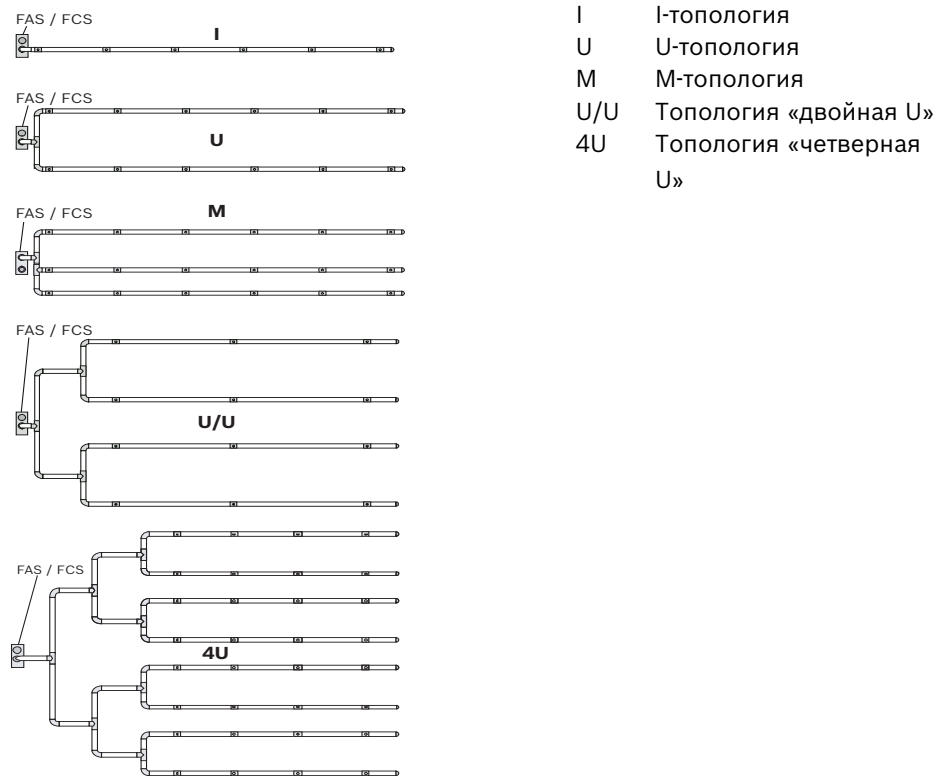 FAS / FCS
I
FAS / FCS
U
FAS / FCS
M
FAS / FCS
U/U
FAS / FCS
4U
I I-топология
U U-топология
M M-топология
U/U Топология «двойная U»
4U Топология «четверная
U»